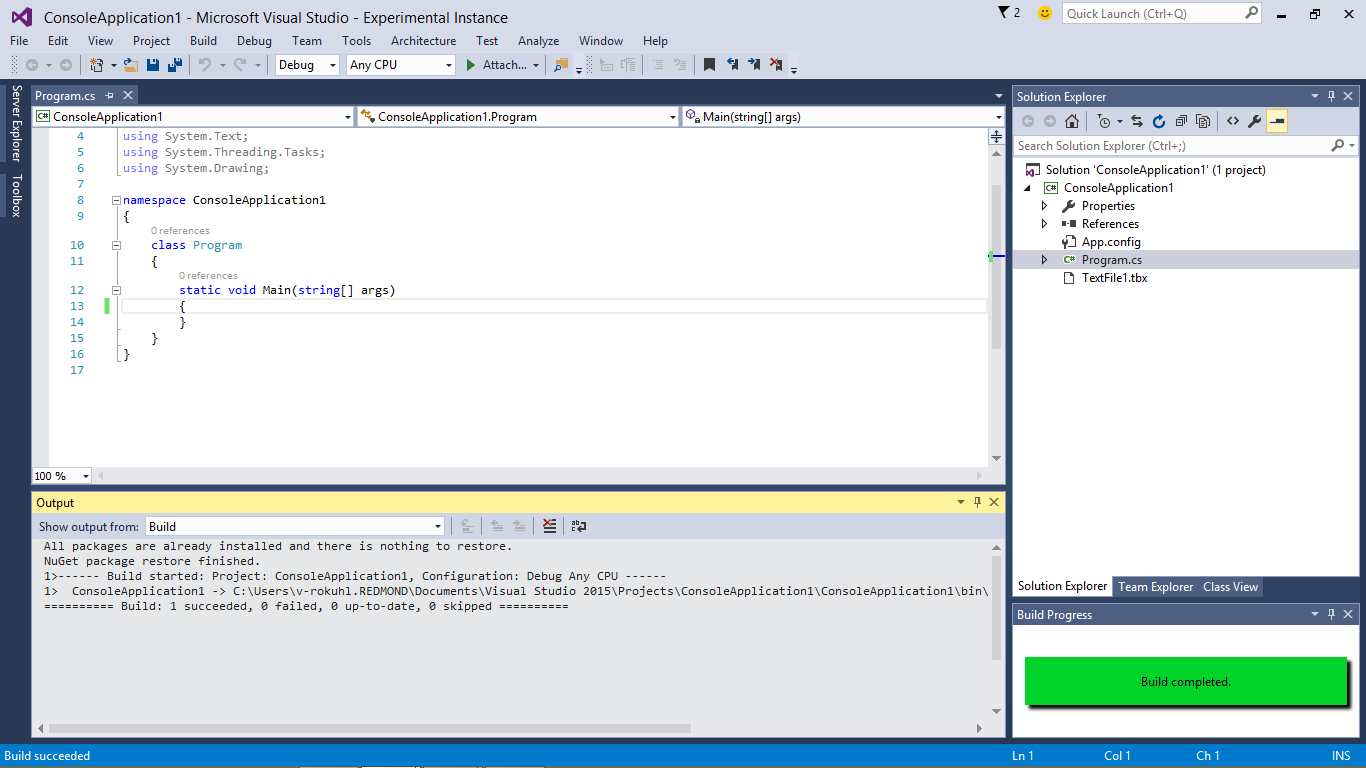 ConsoleApplication1 - Microsoft Visual Studio - Experimental Instance
2
Quick Launch (Ctrl+Q)
File Edit View Project Build Debug Team Tools Architecture Test Analyze Window Help
Debug Any CPU Attach...
Server Explorer
Toolbox
Program.cs
ConsoleApplication1 ConsoleApplication1.Program Main(string[] args)
4 using System.Text;
5 using System.Threading.Tasks;
6 using System.Drawing;
7
8 namespace ConsoleApplication1
9 {
0 references
10 class Program
11 {
0 references
12 static void Main(string[] args)
13 {
14 }
15 }
16 }
17
100 %
Output
Show output from: Build
All packages are already installed and there is nothing to restore.
NuGet package restore finished.
1>------ Build started: Project: ConsoleApplication1, Configuration: Debug Any CPU ------
1>  ConsoleApplication1 -> C:\Users\v-rokuhl.REDMOND\Documents\Visual Studio 2015\Projects\ConsoleApplication1\ConsoleApplication1\bin\
========== Build: 1 succeeded, 0 failed, 0 up-to-date, 0 skipped ==========
Solution Explorer
Search Solution Explorer (Ctrl+;)
Solution 'ConsoleApplication1' (1 project)
C# ConsoleApplication1
Properties
References
App.config
C# Program.cs
TextFile1.tbx
Solution Explorer Team Explorer Class View
Build Progress
Build completed.
Build succeeded Ln 1 Col 1 Ch 1 INS